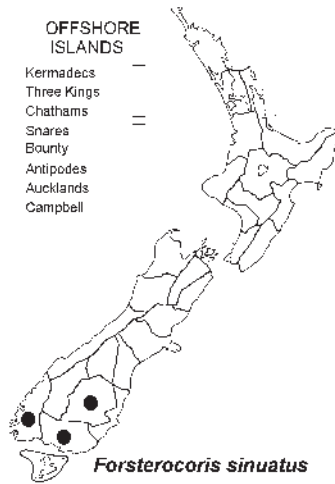 OFFSHORE
ISLANDS
Kermadecs
Three Kings
Chathams
Snares
Bounty
Antipodes
Aucklands
Campbell
Forsterocoris sinuatus